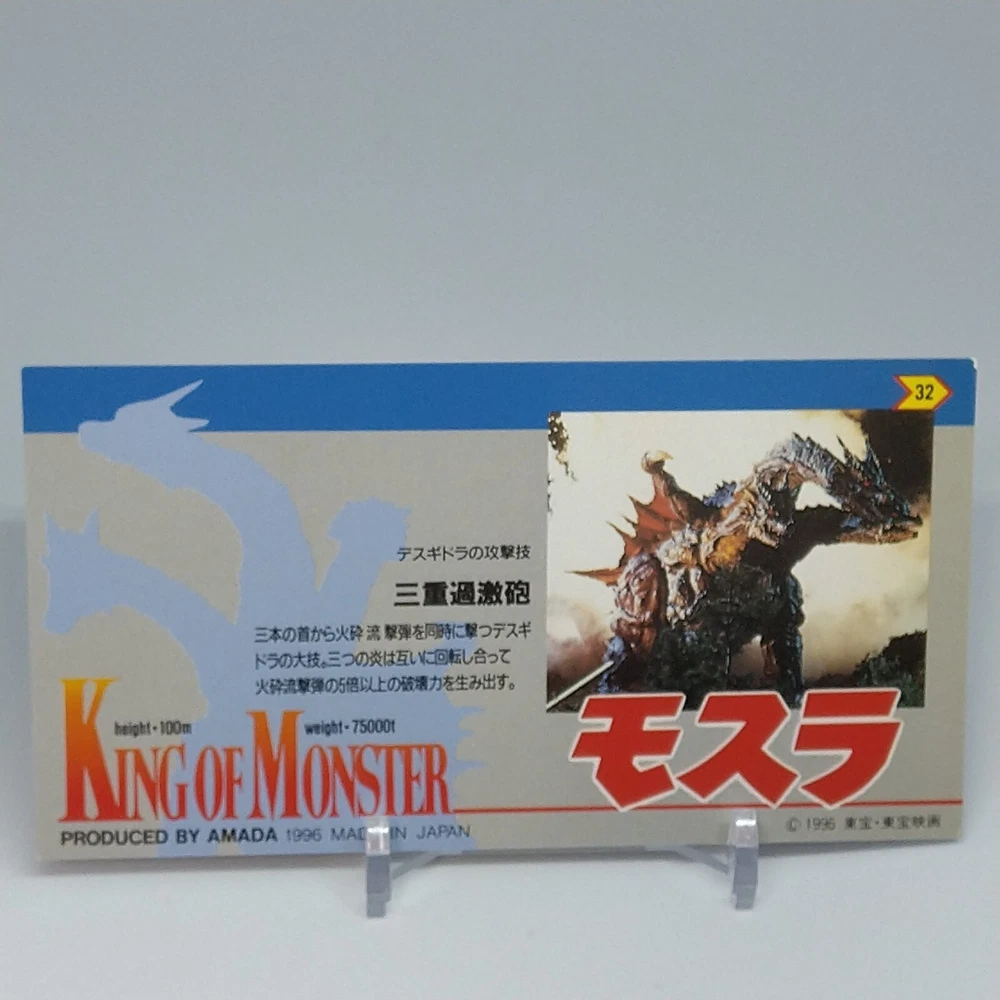 32
デスギドラの攻撃技
三重過激砲
三本の首から火砕流撃弾を同時に撃つデスギ
ドラの大技。三つの炎は互いに回転し合って
火砕流撃弾の5倍以上の破壊力を生み出す。
height・100m weight・75000t
KING OF MONSTER
モスラ
PRODUCED BY AMADA 1996 MADE IN JAPAN
© 1996 東宝・東宝映画